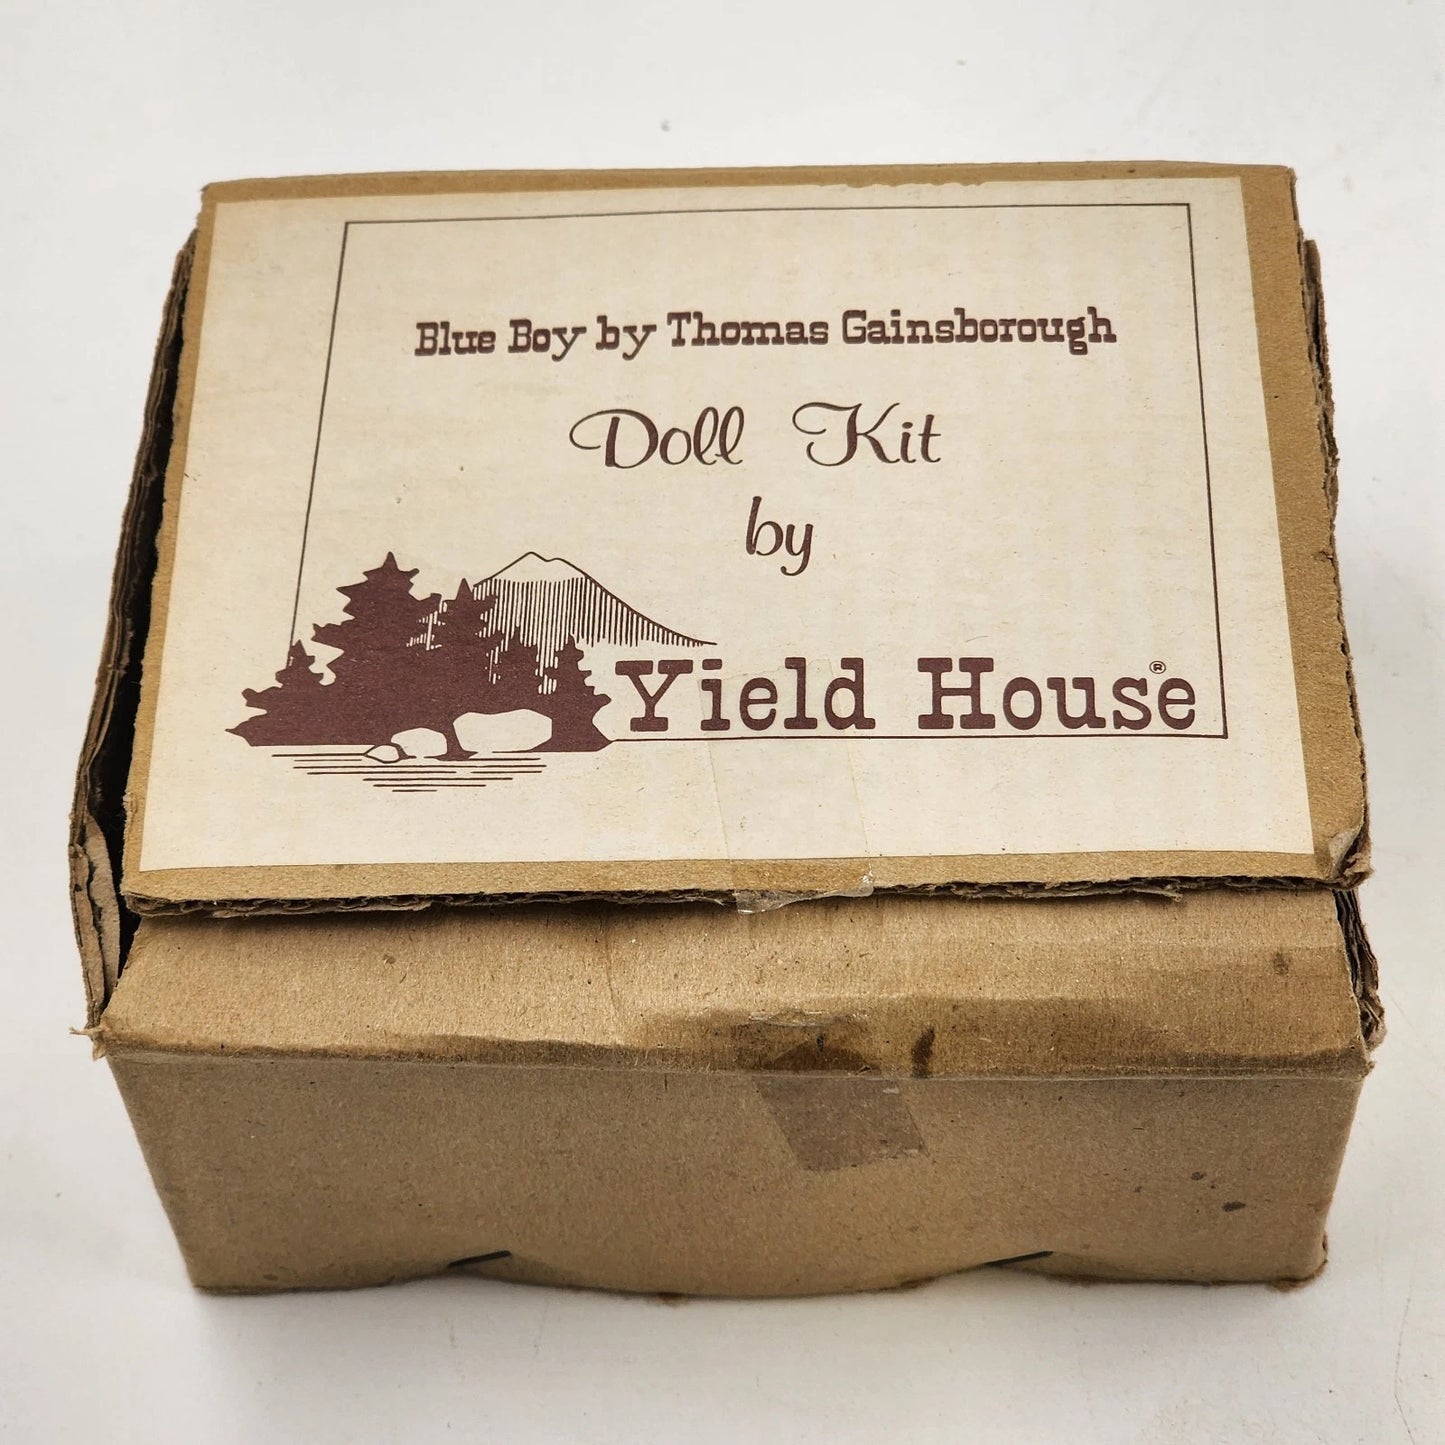 Blue Boy by Thomas Gainsborough
Doll Kit
by
Yield House®